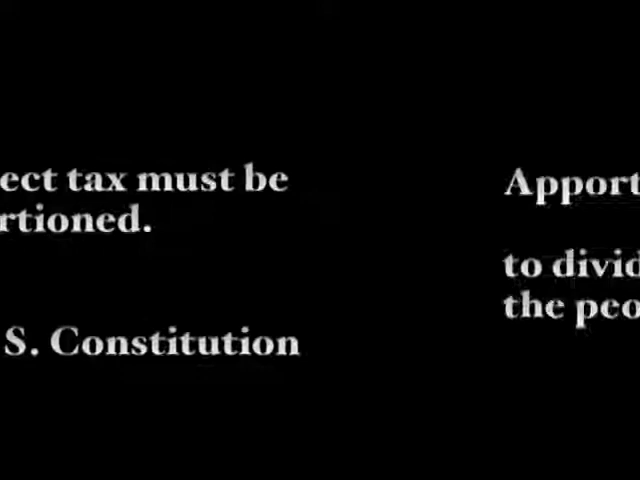 ect tax must be
rtioned.
S. Constitution
Apport
to divid
the peo